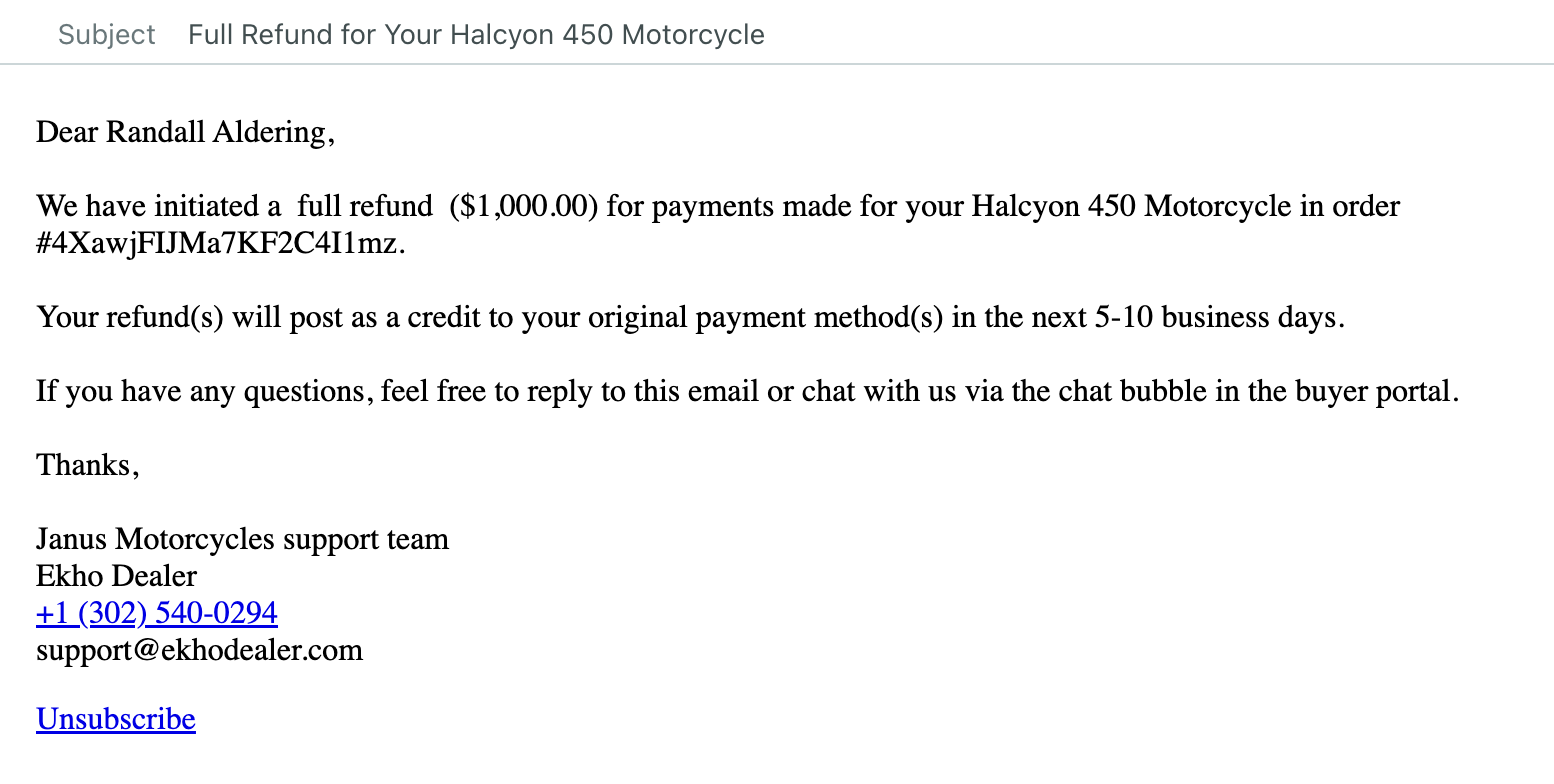 Subject Full Refund for Your Halcyon 450 Motorcycle
Dear Randall Aldering,
We have initiated a  full refund  ($1,000.00) for payments made for your Halcyon 450 Motorcycle in order
#4XawjFIJMa7KF2C4I1mz.
Your refund(s) will post as a credit to your original payment method(s) in the next 5-10 business days.
If you have any questions, feel free to reply to this email or chat with us via the chat bubble in the buyer portal.
Thanks,
Janus Motorcycles support team
Ekho Dealer
+1 (302) 540-0294
support@ekhodealer.com
Unsubscribe